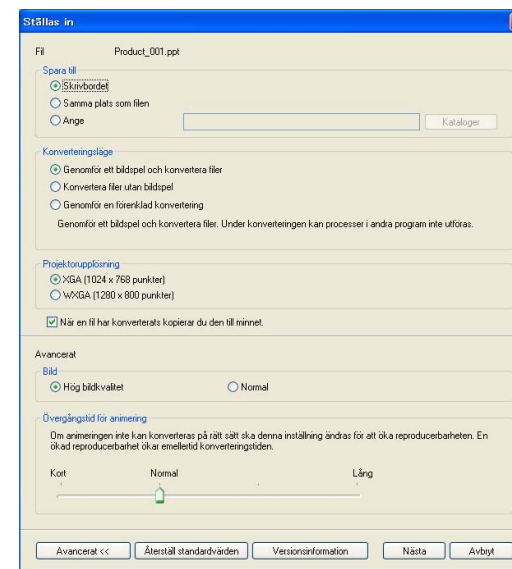 Ställas in
Fil Product_001.ppt
Spara till
Skrivbordet
Samma plats som filen
Ange Kataloger
Konverteringsläge
Genomför ett bildspel och konvertera filer
Konvertera filer utan bildspel
Genomför en förenklad konvertering
Genomför ett bildspel och konvertera filer. Under konverteringen kan processer i andra program inte utföras.
Projektorupplösning
XGA (1024 x 768 punkter)
WXGA (1280 x 800 punkter)
När en fil har konverterats kopierar du den till minnet.
Avancerat
Bild
Hög bildkvalitet Normal
Övergångstid för animering
Om animeringen inte kan konverteras på rätt sätt ska denna inställning ändras för att öka reproducerbarheten. En
ökad reproducerbarhet ökar emellertid konverteringstiden.
Kort Normal Lång
Avancerat << Återställ standardvärden Versionsinformation Nästa Avbryt